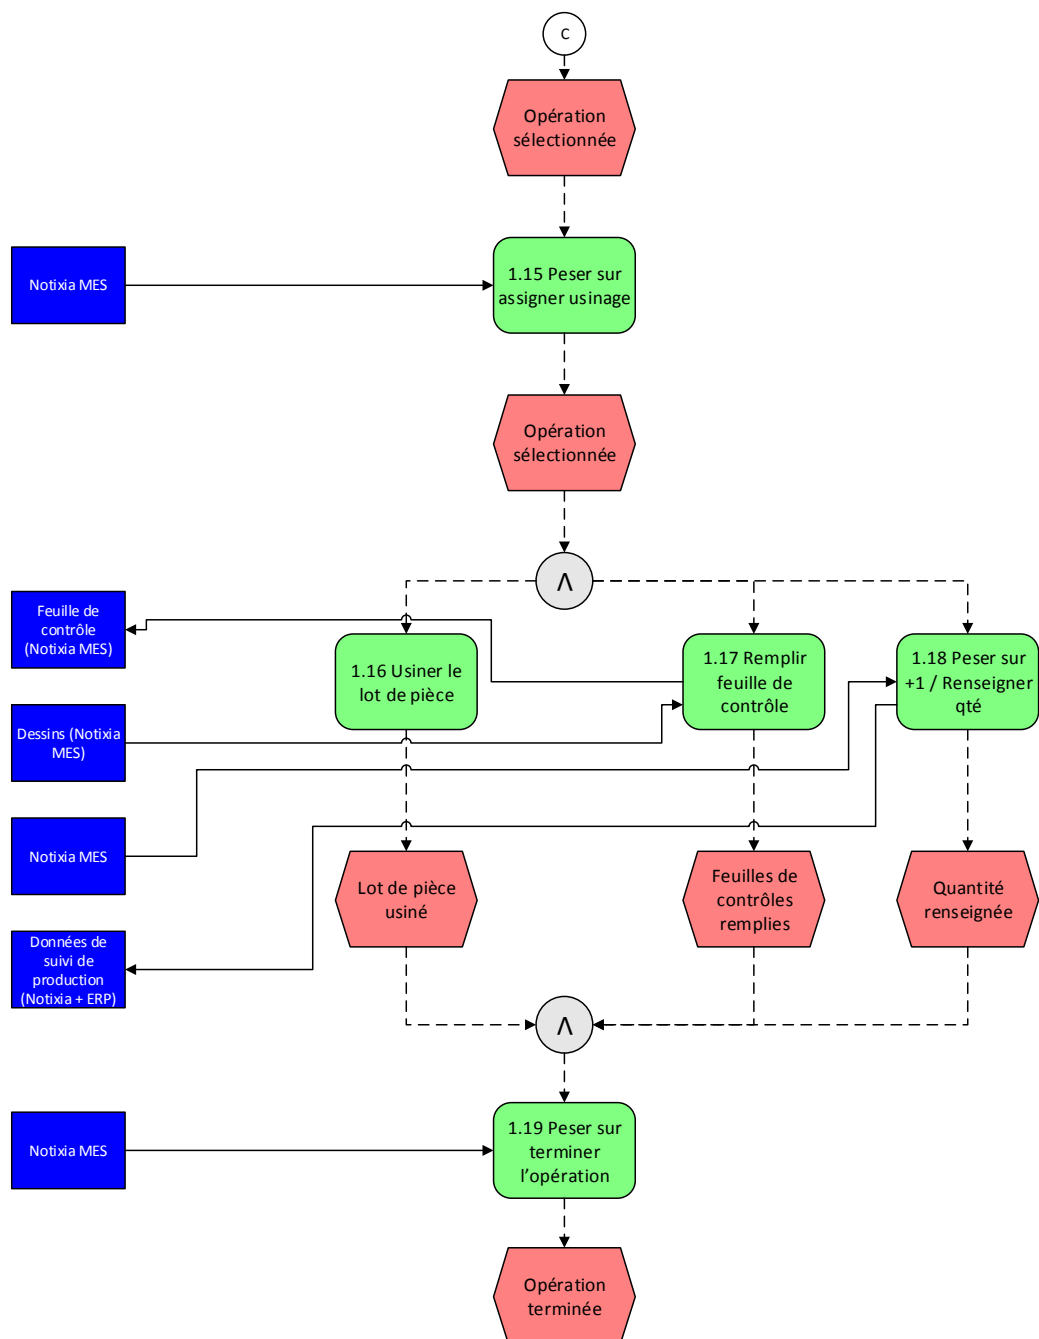 C
Opération
sélectionnée
Notixia MES
1.15 Peser sur
assigner usinage
Opération
sélectionnée
Λ
Feuille de
contrôle
(Notixia MES)
1.16 Usiner le
lot de pièce
1.17 Remplir
feuille de
contrôle
1.18 Peser sur
+1 / Renseigner
qté
Dessins (Notixia
MES)
Notixia MES
Lot de pièce
usiné
Feuilles de
contrôles
remplies
Quantité
renseignée
Données de
suivi de
production
(Notixia + ERP)
Λ
Notixia MES
1.19 Peser sur
terminer
l’opération
Opération
terminée